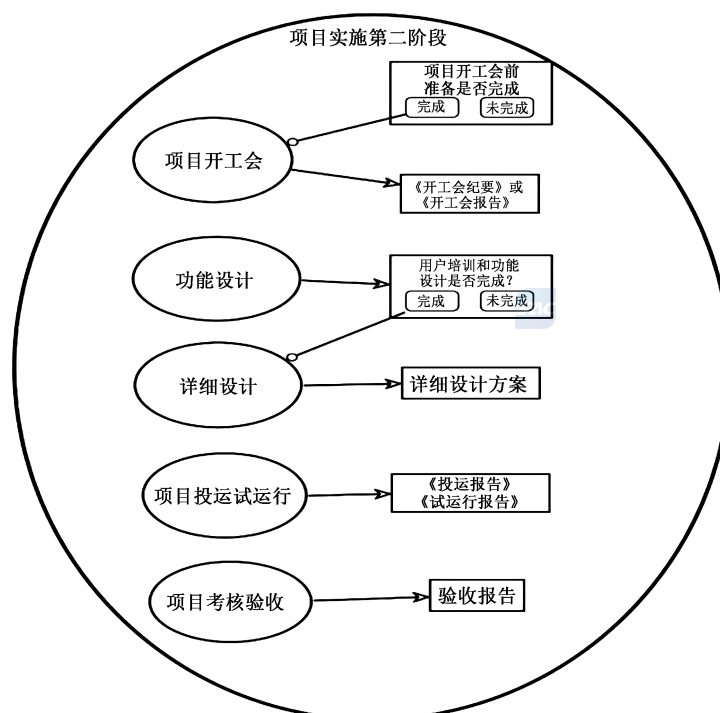 项目实施第二阶段
项目开工会前
准备是否完成
完成 未完成
项目开工会
《开工会纪要》或
《开工会报告》
功能设计
用户培训和功能
设计是否完成？
完成 未完成
详细设计
详细设计方案
项目投运试运行
《投运报告》
《试运行报告》
项目考核验收
验收报告